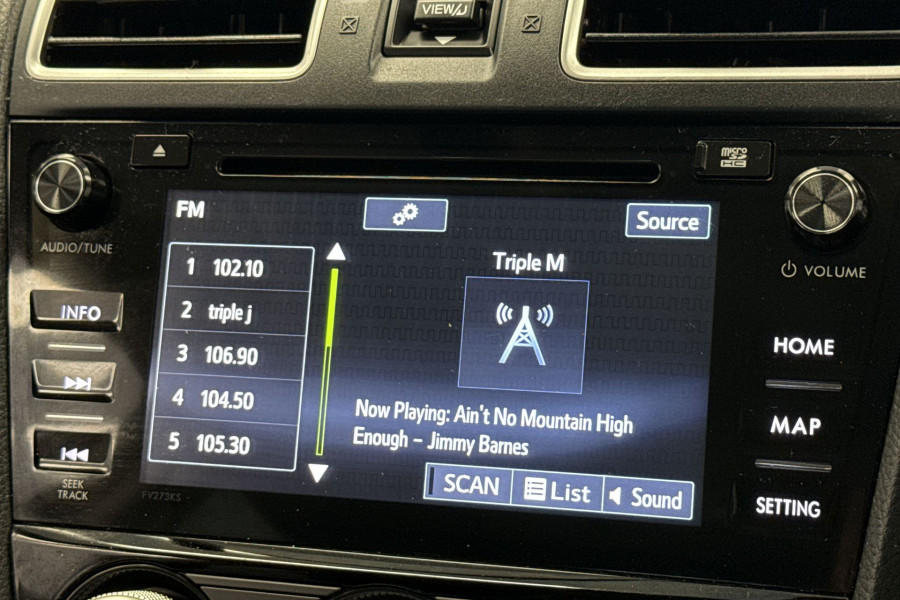 VIEW/
micro
SD
HC
AUDIO/TUNE
FM
Source
VOLUME
1 102.10
2 triple j
3 106.90
4 104.50
5 105.30
Triple M
Now Playing: Ain't No Mountain High
Enough – Jimmy Barnes
SCAN
List
Sound
INFO
SEEK
TRACK
FV273KS
HOME
MAP
SETTING